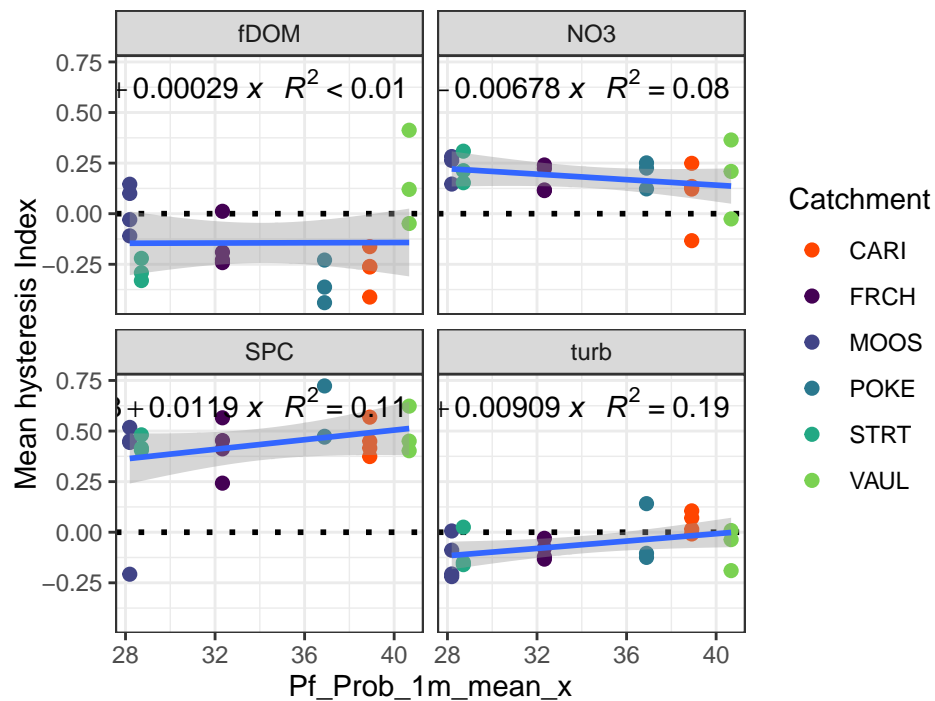 fDOM NO3
+0.00029 x R² < 0.01
−0.00678 x R² = 0.08
0.75
0.50
0.25
0.00
−0.25
SPC turb
3+0.0119 x R² = 0.11
+0.00909 x R² = 0.19
0.75
0.50
0.25
0.00
−0.25
28 32 36 40 28 32 36 40
Pf_Prob_1m_mean_x
Mean hysteresis Index
Catchment
CARI
FRCH
MOOS
POKE
STRT
VAUL